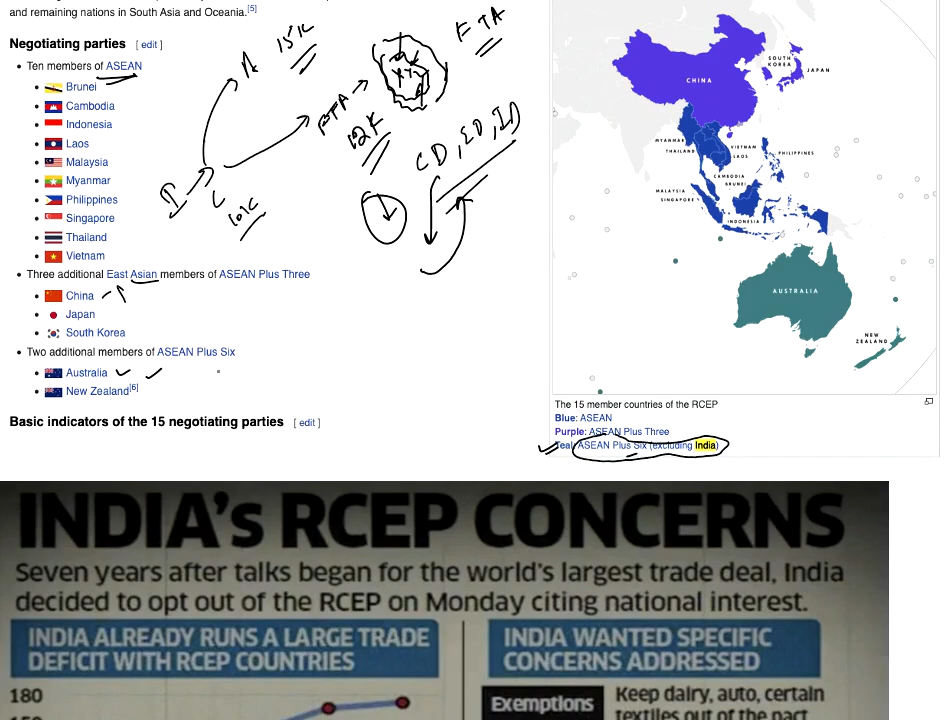 and remaining nations in South Asia and Oceania.[5]
Negotiating parties [ edit ]
Ten members of ASEAN
Brunei
Cambodia
Indonesia
Laos
Malaysia
Myanmar
Philippines
Singapore
Thailand
Vietnam
Three additional East Asian members of ASEAN Plus Three
China
Japan
South Korea
Two additional members of ASEAN Plus Six
Australia
New Zealand[6]
Basic indicators of the 15 negotiating parties [ edit ]
A 15K
FTA
CD, ED, ID
I
CHINA
SOUTH
KOREA
JAPAN
MYANMAR
THAILAND
VIETNAM
LAOS
PHILIPPINES
CAMBODIA
BRUNEI
MALAYSIA
SINGAPORE
INDONESIA
AUSTRALIA
NEW
ZEALAND
The 15 member countries of the RCEP
Blue: ASEAN
Purple: ASEAN Plus Three
Teal: ASEAN Plus Six (excluding India)
INDIA's RCEP CONCERNS
Seven years after talks began for the world's largest trade deal, India
decided to opt out of the RCEP on Monday citing national interest.
INDIA ALREADY RUNS A LARGE TRADE
DEFICIT WITH RCEP COUNTRIES
180
INDIA WANTED SPECIFIC
CONCERNS ADDRESSED
Exemptions
Keep dairy, auto, certain
textiles out of the pact